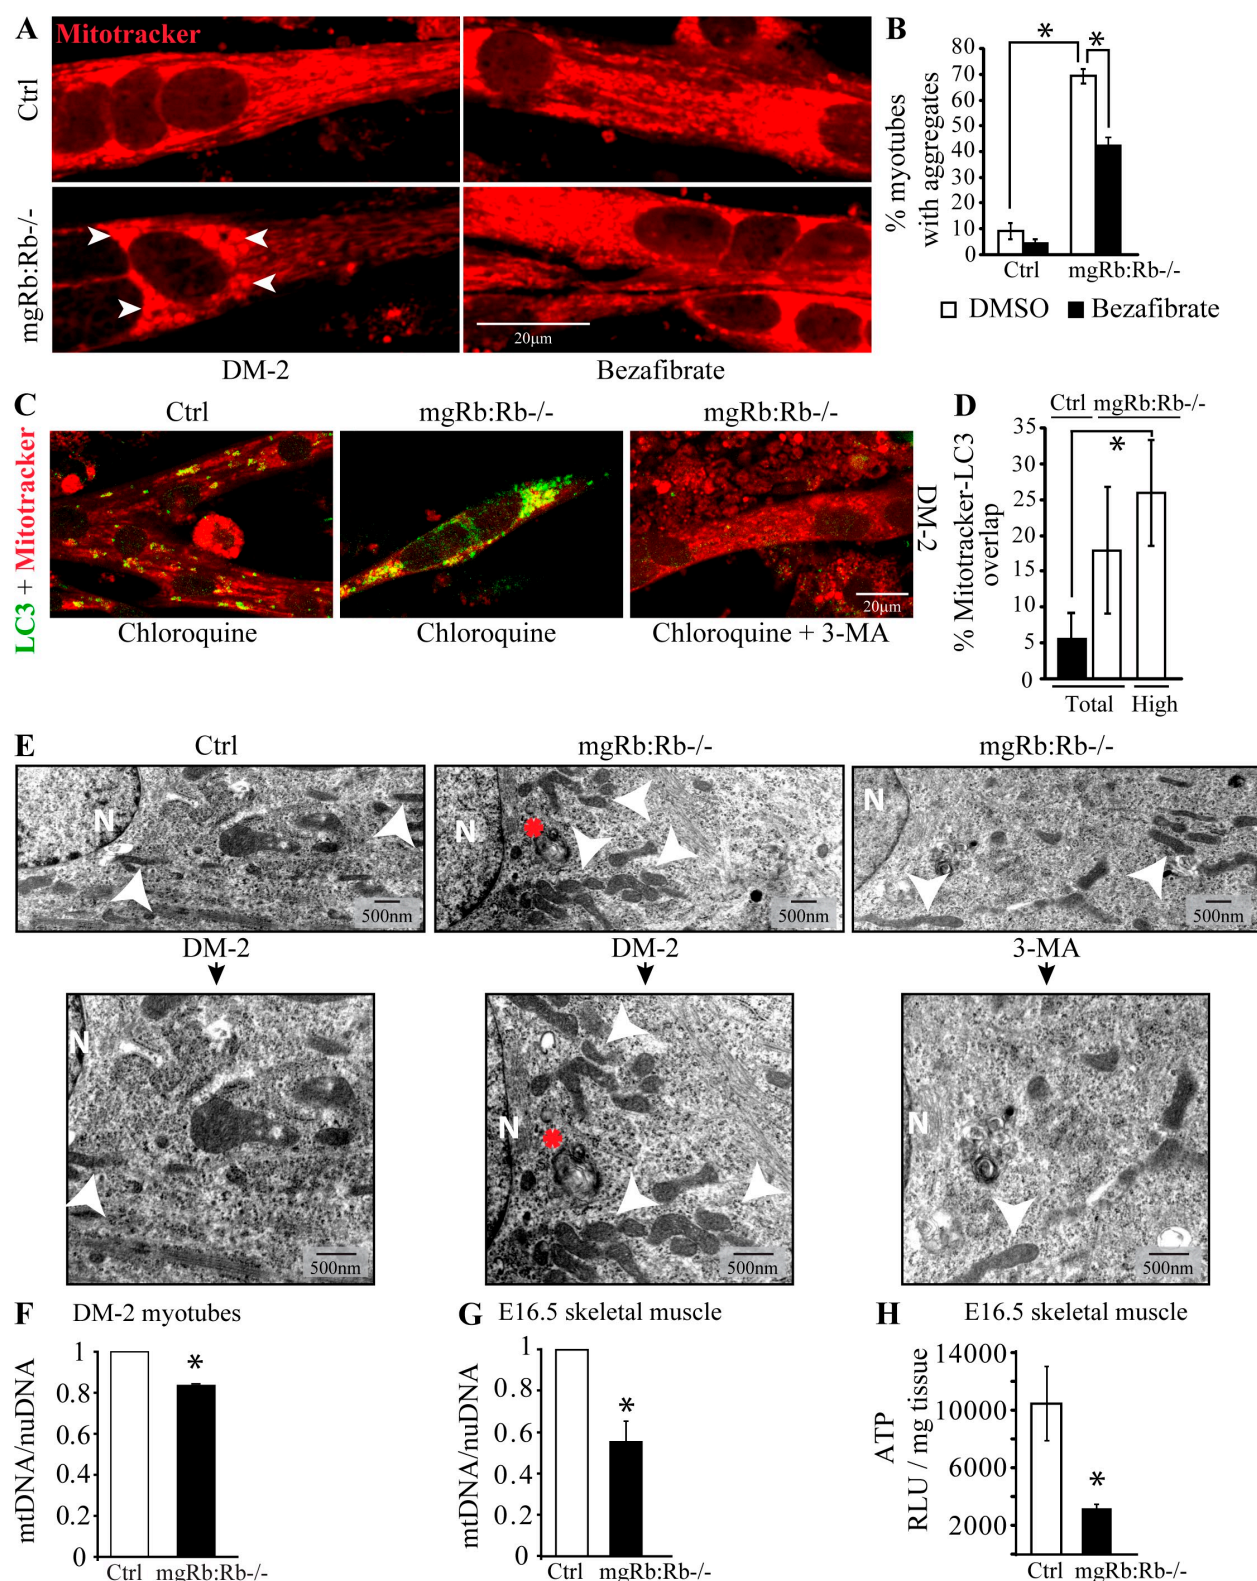 A
Mitotracker
Ctrl
mgRb:Rb-/-
20μm
DM-2
Bezafibrate
B
% myotubes
with aggregates
80
70
60
50
40
30
20
10
0
* *
Ctrl mgRb:Rb-/-
DMSO Bezafibrate
C
Ctrl mgRb:Rb-/- mgRb:Rb-/-
LC3 + Mitotracker
DM-2
20μm
Chloroquine Chloroquine Chloroquine + 3-MA
D
Ctrl mgRb:Rb-/-
% Mitotracker-LC3
overlap
35
30
25
20
15
10
5
0
*
Total High
E
Ctrl mgRb:Rb-/- mgRb:Rb-/-
N N N
500nm 500nm 500nm
DM-2 DM-2 3-MA
N N N
500nm 500nm 500nm
F DM-2 myotubes
mtDNA/nuDNA
1
0.8
0.6
0.4
0.2
0
*
Ctrl mgRb:Rb-/-
G E16.5 skeletal muscle
mtDNA/nuDNA
1
0.8
0.6
0.4
0.2
0
*
Ctrl mgRb:Rb-/-
H E16.5 skeletal muscle
ATP
RLU / mg tissue
14000
10000
6000
2000
*
Ctrl mgRb:Rb-/-